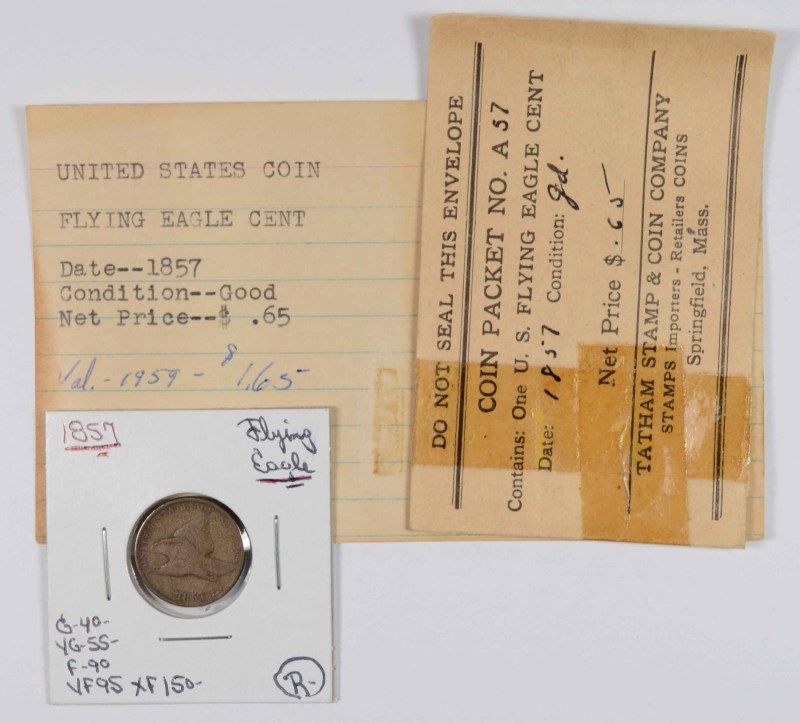 UNITED STATES COIN
FLYING EAGLE CENT
Date--1857
Condition--Good
Net Price--$ .65
Val.-1959- $1.65
DO NOT SEAL THIS ENVELOPE
COIN PACKET NO. A 57
Contains: One U. S. FLYING EAGLE CENT
Date: 1857 Condition: gd.
Net Price $ .65
TATHAM STAMP & COIN COMPANY
STAMPS Importers - Retailers COINS
Springfield, Mass.
1857
Flying
Eagle
G-40-
VG-55-
F-90
VF95 XF150-
R-